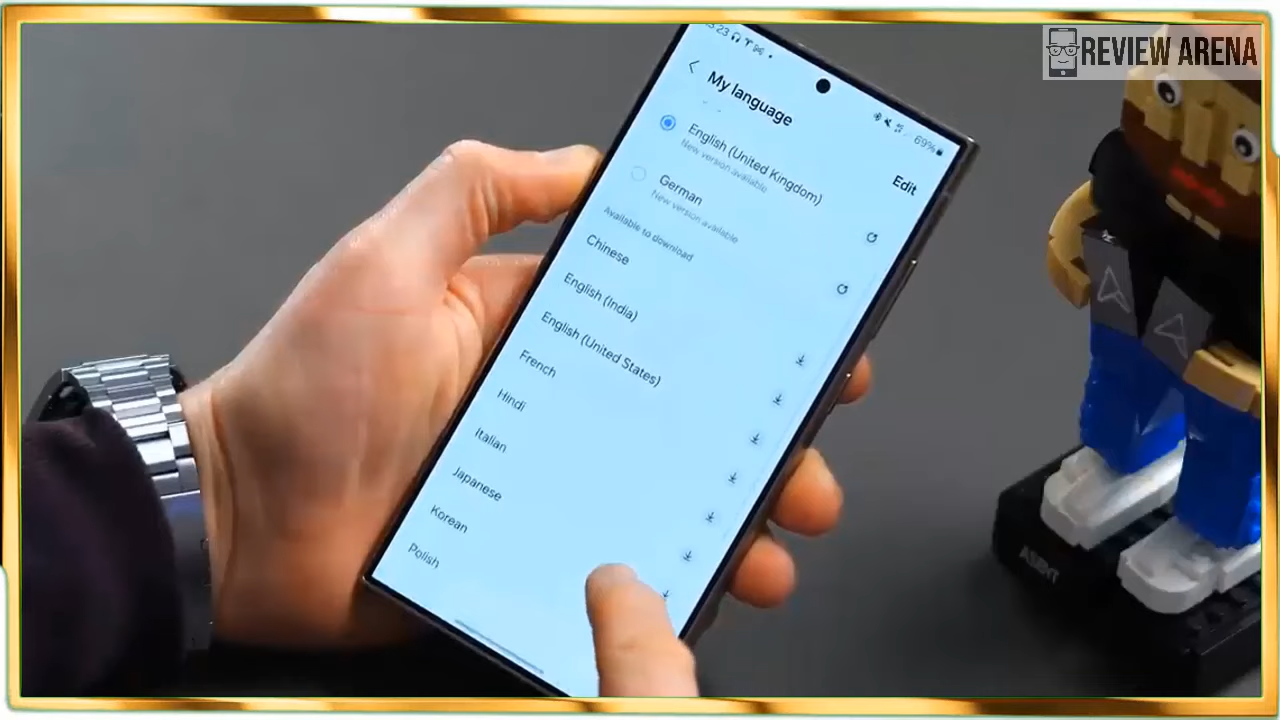 REVIEW ARENA
69%
My language
English (United Kingdom)
New version available
Edit
German
New version available
Available to download
Chinese
English (India)
English (United States)
French
Hindi
Italian
Japanese
Korean
Polish